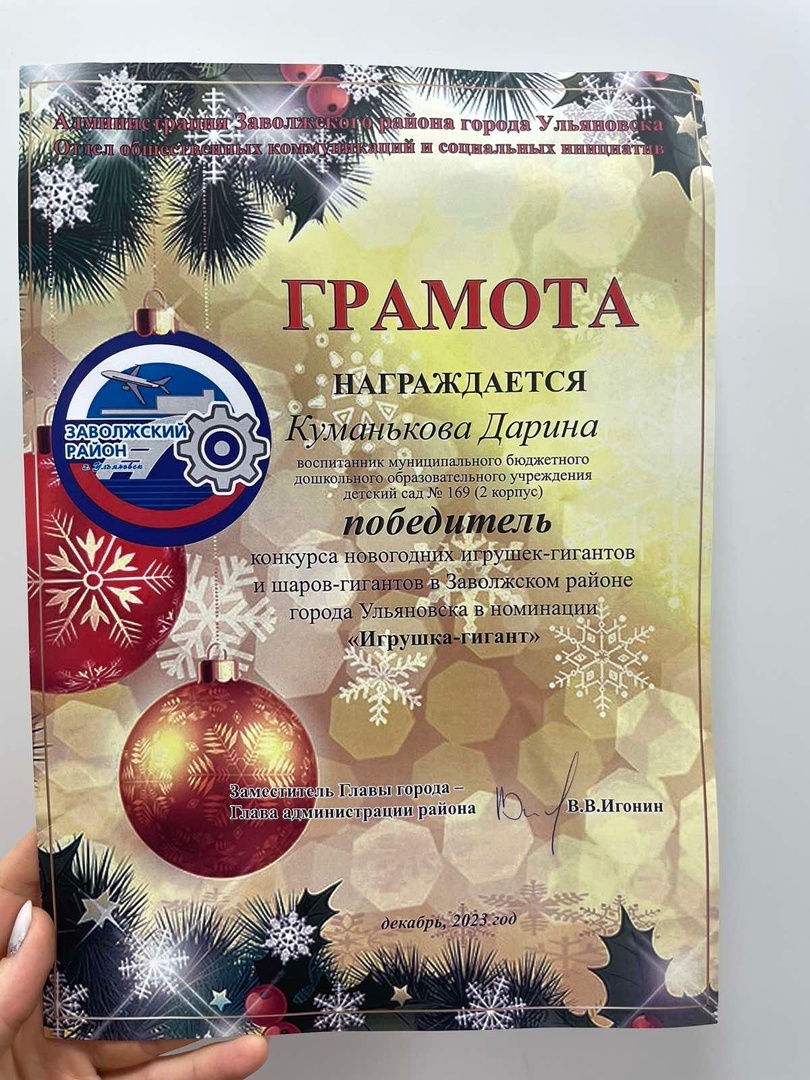 Администрация Заволжского района города Ульяновска
Отдел общественных коммуникаций и социальных инициатив
ГРАМОТА
ЗАВОЛЖСКИЙ
РАЙОН
г. Ульяновск
НАГРАЖДАЕТСЯ
Куманькова Дарина
воспитанник муниципального бюджетного
дошкольного образовательного учреждения
детский сад № 169 (2 корпус)
победитель
конкурса новогодних игрушек-гигантов
и шаров-гигантов в Заволжском районе
города Ульяновска в номинации
«Игрушка-гигант»
Заместитель Главы города –
Глава администрации района
В.В.Игонин
декабрь, 2023 год